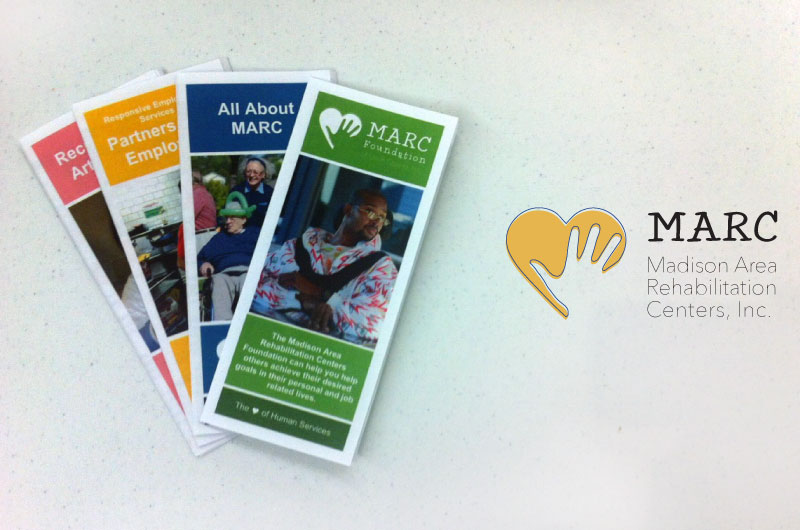 Rec
Art
Responsive Emplo
Services
Partners
Employ
All About
MARC
MARC
Foundation
The Madison Area
Rehabilitation Centers
Foundation can help you help
others achieve their desired
goals in their personal and job
related lives.
The ♥ of Human Services
MARC
Madison Area
Rehabilitation
Centers, Inc.